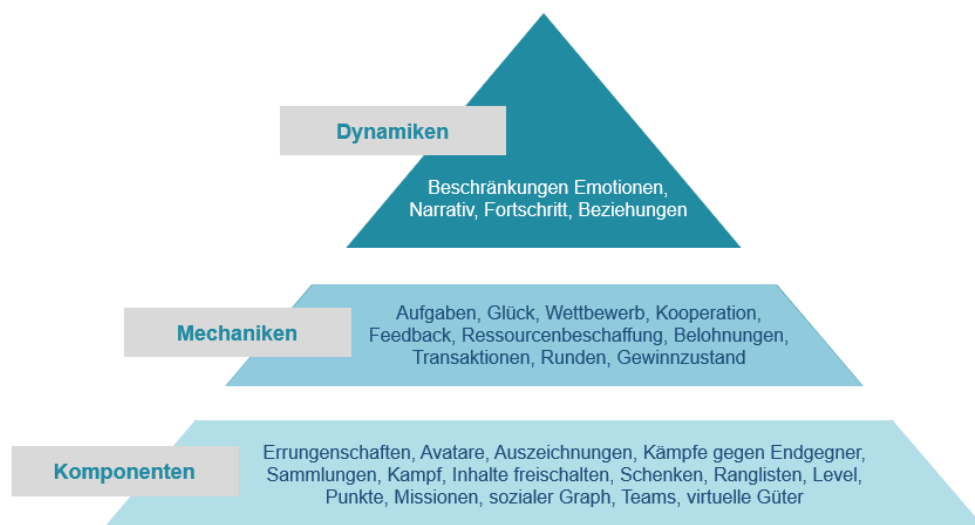 Dynamiken
Beschränkungen Emotionen,
Narrativ, Fortschritt, Beziehungen
Mechaniken
Aufgaben, Glück, Wettbewerb, Kooperation,
Feedback, Ressourcenbeschaffung, Belohnungen,
Transaktionen, Runden, Gewinnzustand
Komponenten
Errungenschaften, Avatare, Auszeichnungen, Kämpfe gegen Endgegner,
Sammlungen, Kampf, Inhalte freischalten, Schenken, Ranglisten, Level,
Punkte, Missionen, sozialer Graph, Teams, virtuelle Güter